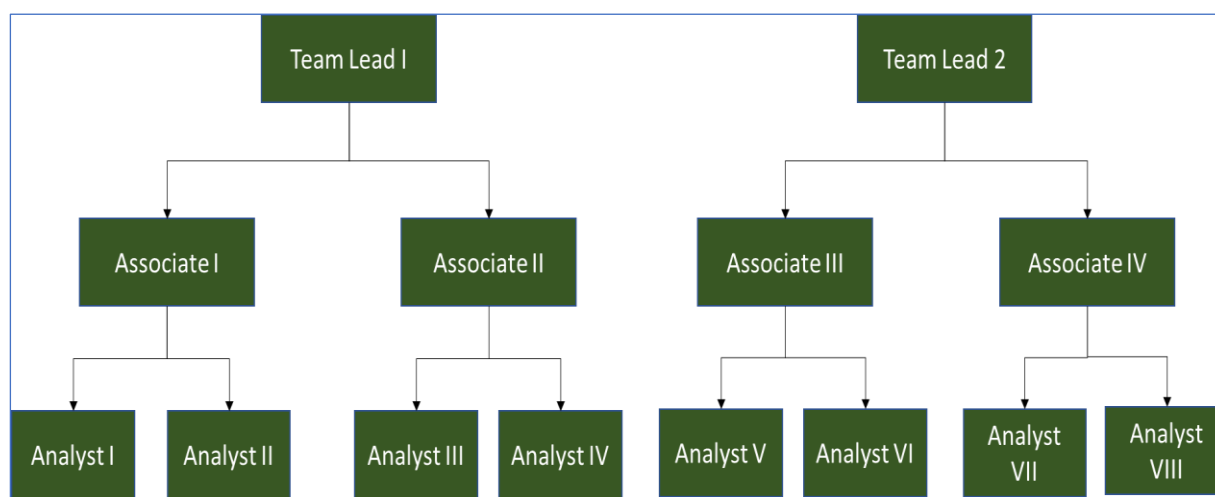 Team Lead I
Team Lead 2
Associate I
Associate II
Associate III
Associate IV
Analyst I
Analyst II
Analyst III
Analyst IV
Analyst V
Analyst VI
Analyst
VII
Analyst
VIII